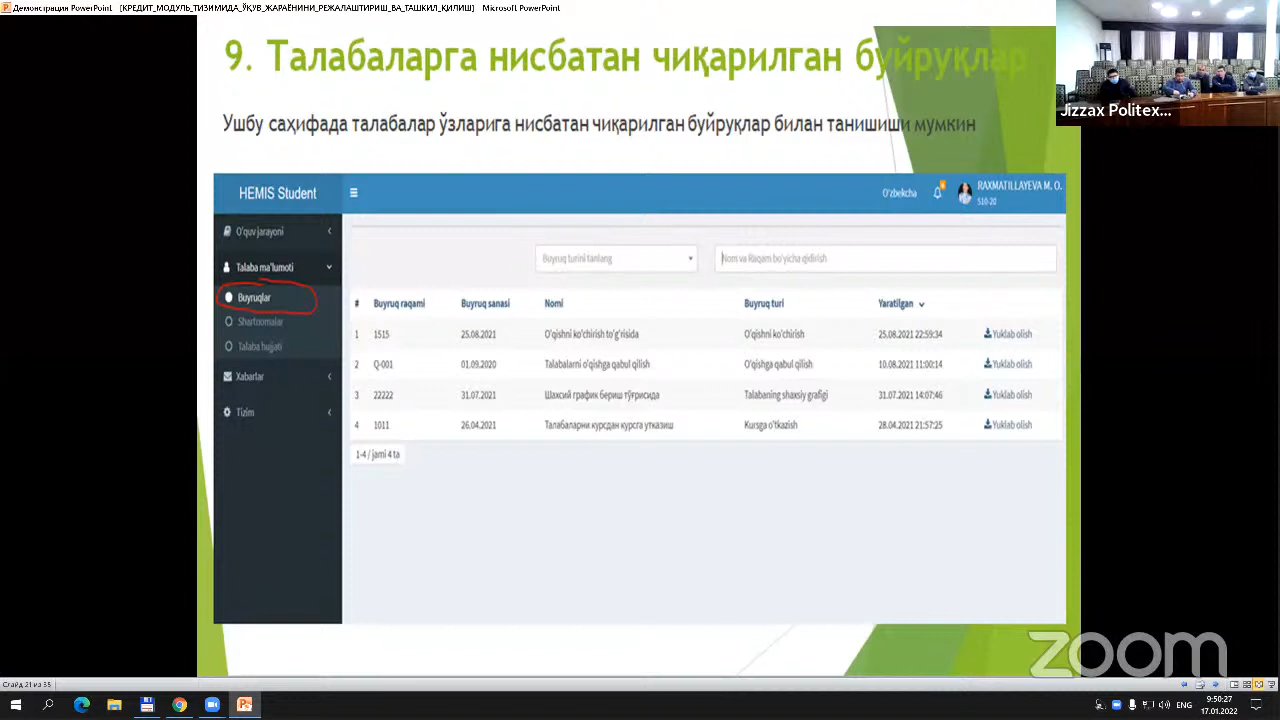 Демонстрация PowerPoint - [КРЕДИТ_МОДУЛЬ_ТИЗИМИДА_ЎҚУВ_ЖАРАЁНИНИ_РЕЖАЛАШТИРИШ_ВА_ТАШКИЛ_ҚИЛИШ] - Microsoft PowerPoint
9. Талабаларга нисбатан чиқарилган буйруқлар
Jizzax Politex...
Ушбу саҳифада талабалар ўзларига нисбатан чиқарилган буйруқлар билан танишиши мумкин
HEMIS Student
O'zbekcha
RAXMATILLAYEVA M. O.
510-20
O'quv jarayoni
Talaba ma'lumoti
Buyruqlar
Shartnomalar
Talaba hujjati
Xabarlar
Tizim
Buyruq turini tanlang
Nom va Raqam bo'yicha qidirish
# Buyruq raqami Buyruq sanasi Nomi Buyruq turi Yaratilgan
1 1515 25.08.2021 O'qishni ko'chirish to'g'risida O'qishni ko'chirish 25.08.2021 22:59:34 Yuklab olish
2 Q-001 01.09.2020 Talabalarni o'qishga qabul qilish O'qishga qabul qilish 10.08.2021 11:00:14 Yuklab olish
3 22222 31.07.2021 Шахсий график бериш тўғрисида Talabaning shaxsiy grafigi 31.07.2021 14:07:46 Yuklab olish
4 1011 26.04.2021 Талабаларни курсдан курсга утказиш Kursga o'tkazish 28.04.2021 21:57:25 Yuklab olish
1-4 / jami 4 ta
zoom
Слайд 21 из 35
ENG
9:50:27
17.01.2022